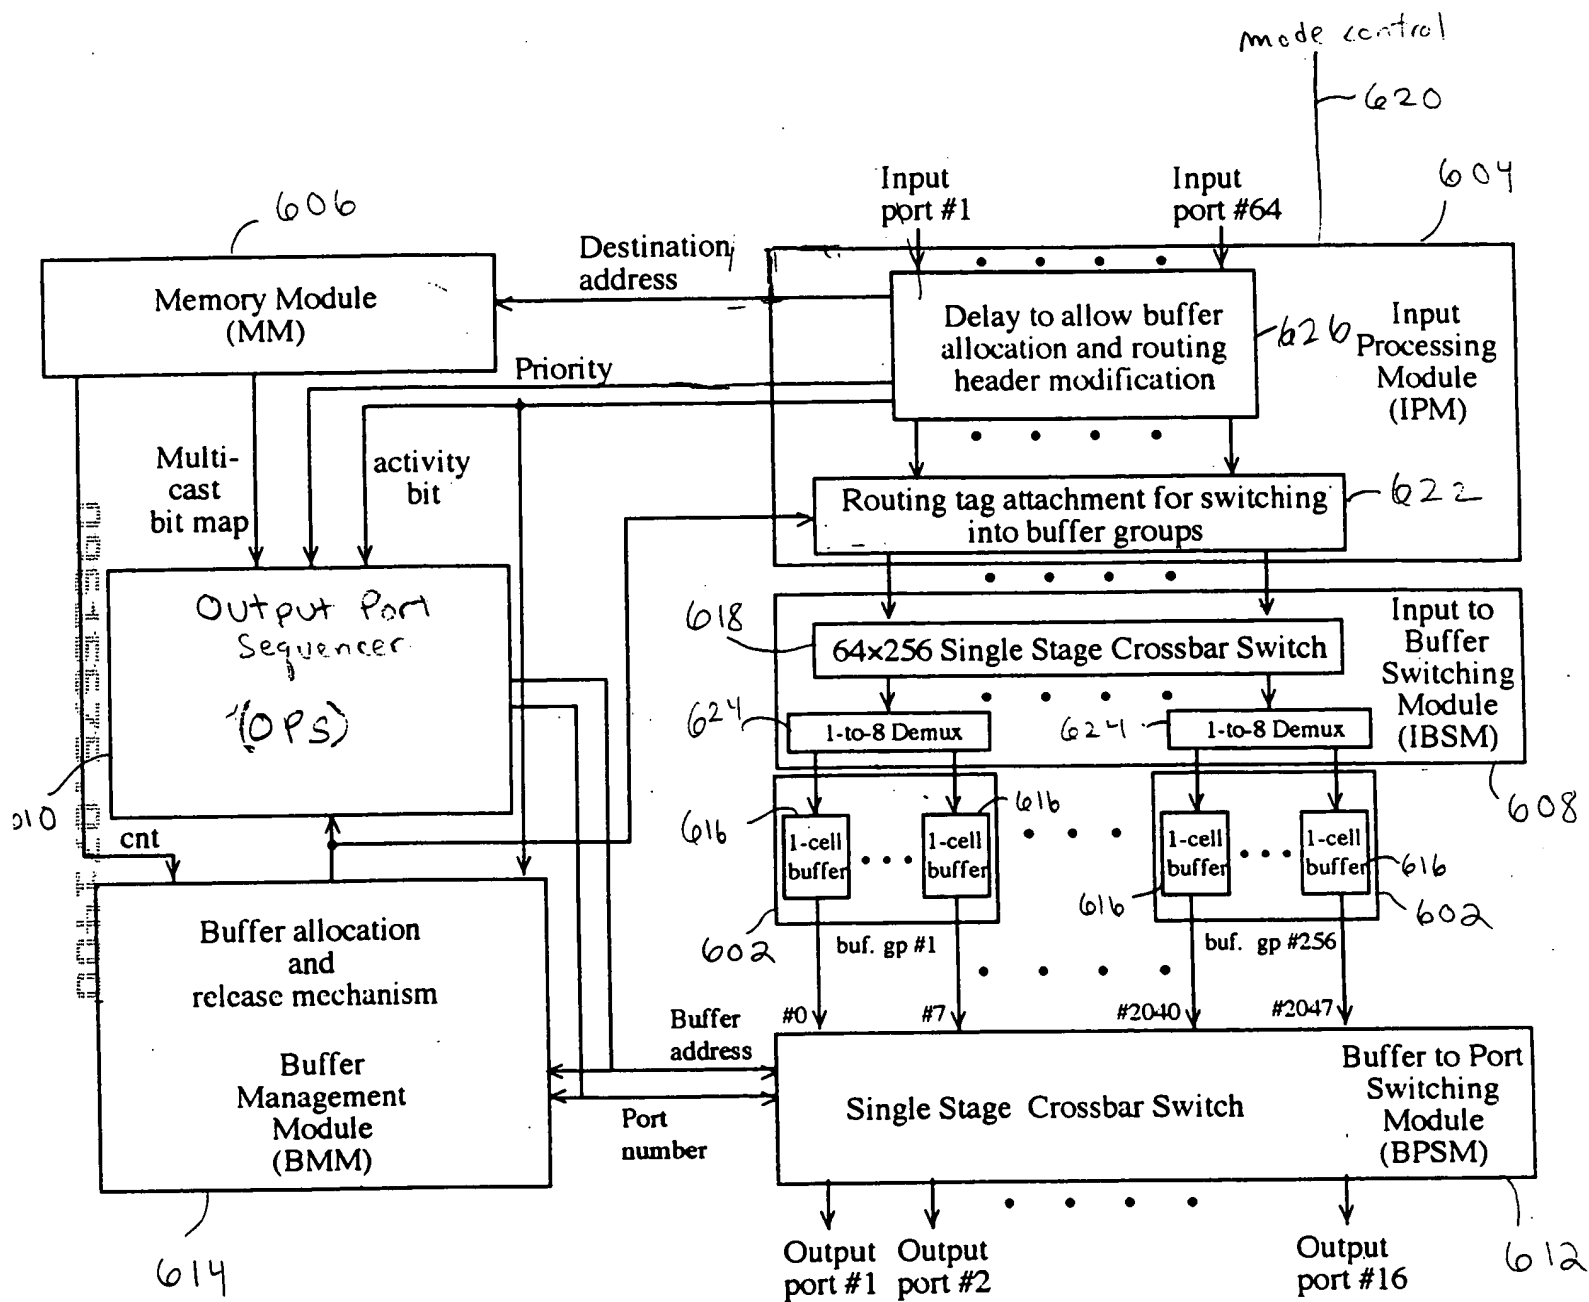 mode control
620
Input
port #1
Input
port #64
604
606
Destination
address
Memory Module
(MM)
Delay to allow buffer
allocation and routing
header modification
626
Input
Processing
Module
(IPM)
Priority
Multi-
cast
bit map
activity
bit
Routing tag attachment for switching
into buffer groups
622
Output Port
Sequencer
(OPS)
618
64×256 Single Stage Crossbar Switch
Input to
Buffer
Switching
Module
(IBSM)
624
1-to-8 Demux
624
1-to-8 Demux
608
610
cnt
616
1-cell
buffer
616
1-cell
buffer
1-cell
buffer
616
1-cell
buffer
616
602
buf. gp #1
buf. gp #256
602
Buffer allocation
and
release mechanism
Buffer
Management
Module
(BMM)
614
Buffer
address
Port
number
#0
#7
#2040
#2047
Single Stage Crossbar Switch
Buffer to Port
Switching
Module
(BPSM)
612
Output
port #1
Output
port #2
Output
port #16